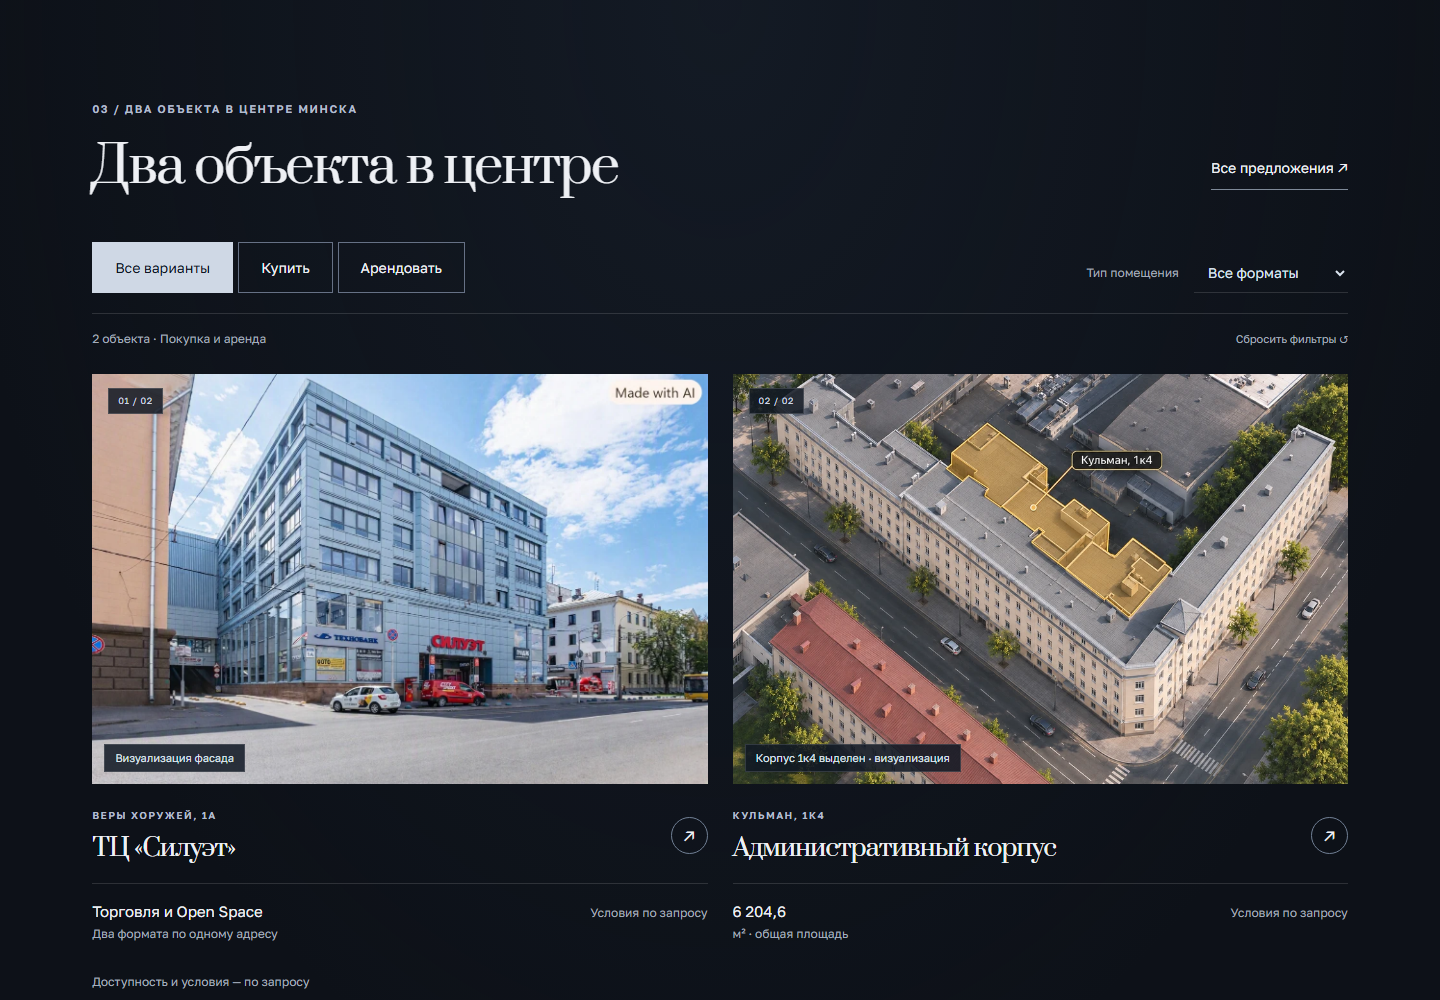 03 / ДВА ОБЪЕКТА В ЦЕНТРЕ МИНСКА
Два объекта в центре
Все предложения ↗
Все варианты
Купить
Арендовать
Тип помещения
Все форматы
2 объекта · Покупка и аренда
Сбросить фильтры ↺
01 / 02
Made with AI
ТЕХНОБАНК
СИЛУЭТ
Визуализация фасада
02 / 02
Кульман, 1к4
Корпус 1к4 выделен · визуализация
ВЕРЫ ХОРУЖЕЙ, 1А
ТЦ «Силуэт»
↗
КУЛЬМАН, 1К4
Административный корпус
↗
Торговля и Open Space
Условия по запросу
Два формата по одному адресу
6 204,6
Условия по запросу
м² · общая площадь
Доступность и условия — по запросу